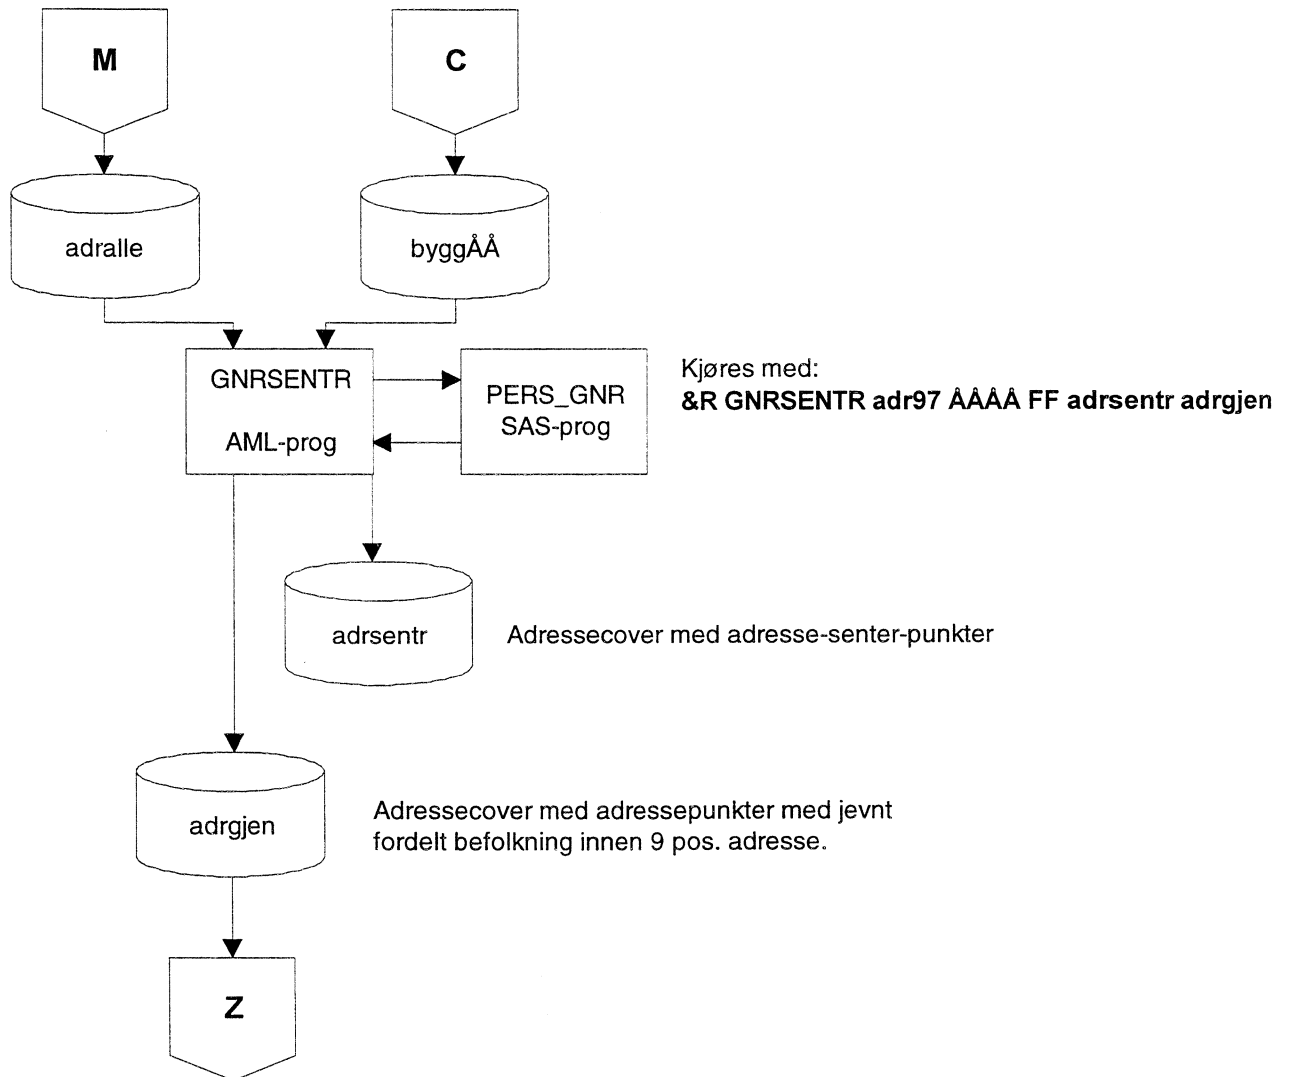 M
C
adralle
byggÅÅ
GNRSENTR
AML-prog
PERS_GNR
SAS-prog
Kjøres med:
&R GNRSENTR adr97 ÅÅÅÅ FF adrsentr adrgjen
adrsentr
Adressecover med adresse-senter-punkter
adrgjen
Adressecover med adressepunkter med jevnt
fordelt befolkning innen 9 pos. adresse.
Z